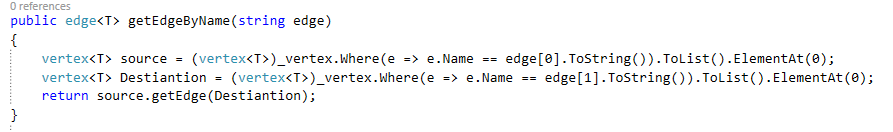 0 references
public edge<T> getEdgeByName(string edge)
{
vertex<T> source = (vertex<T>)_vertex.Where(e => e.Name == edge[0].ToString()).ToList().ElementAt(0);
vertex<T> Destiantion = (vertex<T>)_vertex.Where(e => e.Name == edge[1].ToString()).ToList().ElementAt(0);
return source.getEdge(Destiantion);
}